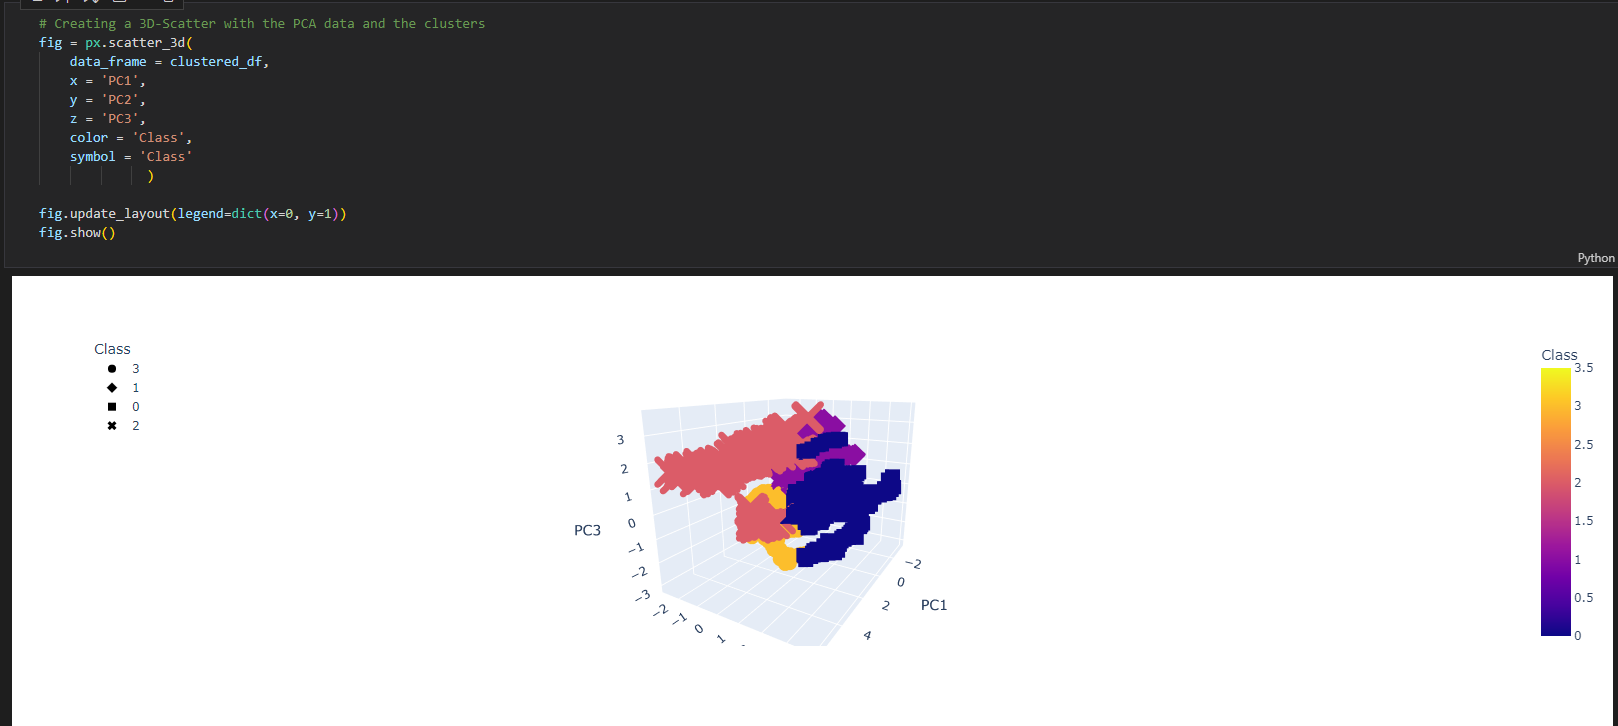 # Creating a 3D-Scatter with the PCA data and the clusters
fig = px.scatter_3d(
data_frame = clustered_df,
x = 'PC1',
y = 'PC2',
z = 'PC3',
color = 'Class',
symbol = 'Class'
)
fig.update_layout(legend=dict(x=0, y=1))
fig.show()
Python
Class
3
1
0
2
3
2
1
0
−1
−2
−3
PC3
−2
−1
0
1
−2
0
2
4
PC1
Class
3.5
3
2.5
2
1.5
1
0.5
0